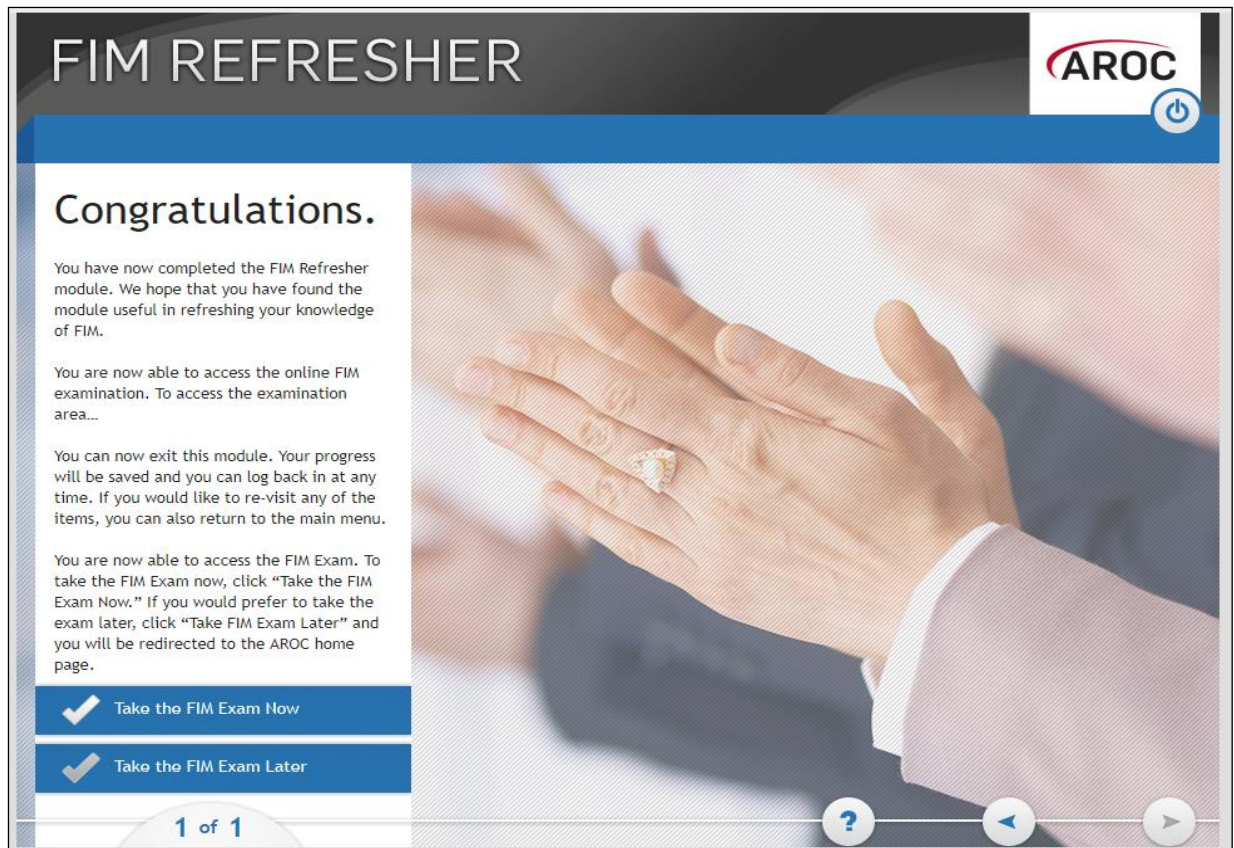 FIM REFRESHER
AROC
Congratulations.
You have now completed the FIM Refresher
module. We hope that you have found the
module useful in refreshing your knowledge
of FIM.
You are now able to access the online FIM
examination. To access the examination
area...
You can now exit this module. Your progress
will be saved and you can log back in at any
time. If you would like to re-visit any of the
items, you can also return to the main menu.
You are now able to access the FIM Exam. To
take the FIM Exam now, click “Take the FIM
Exam Now.” If you would prefer to take the
exam later, click “Take FIM Exam Later” and
you will be redirected to the AROC home
page.
Take the FIM Exam Now
Take the FIM Exam Later
1 of 1
?